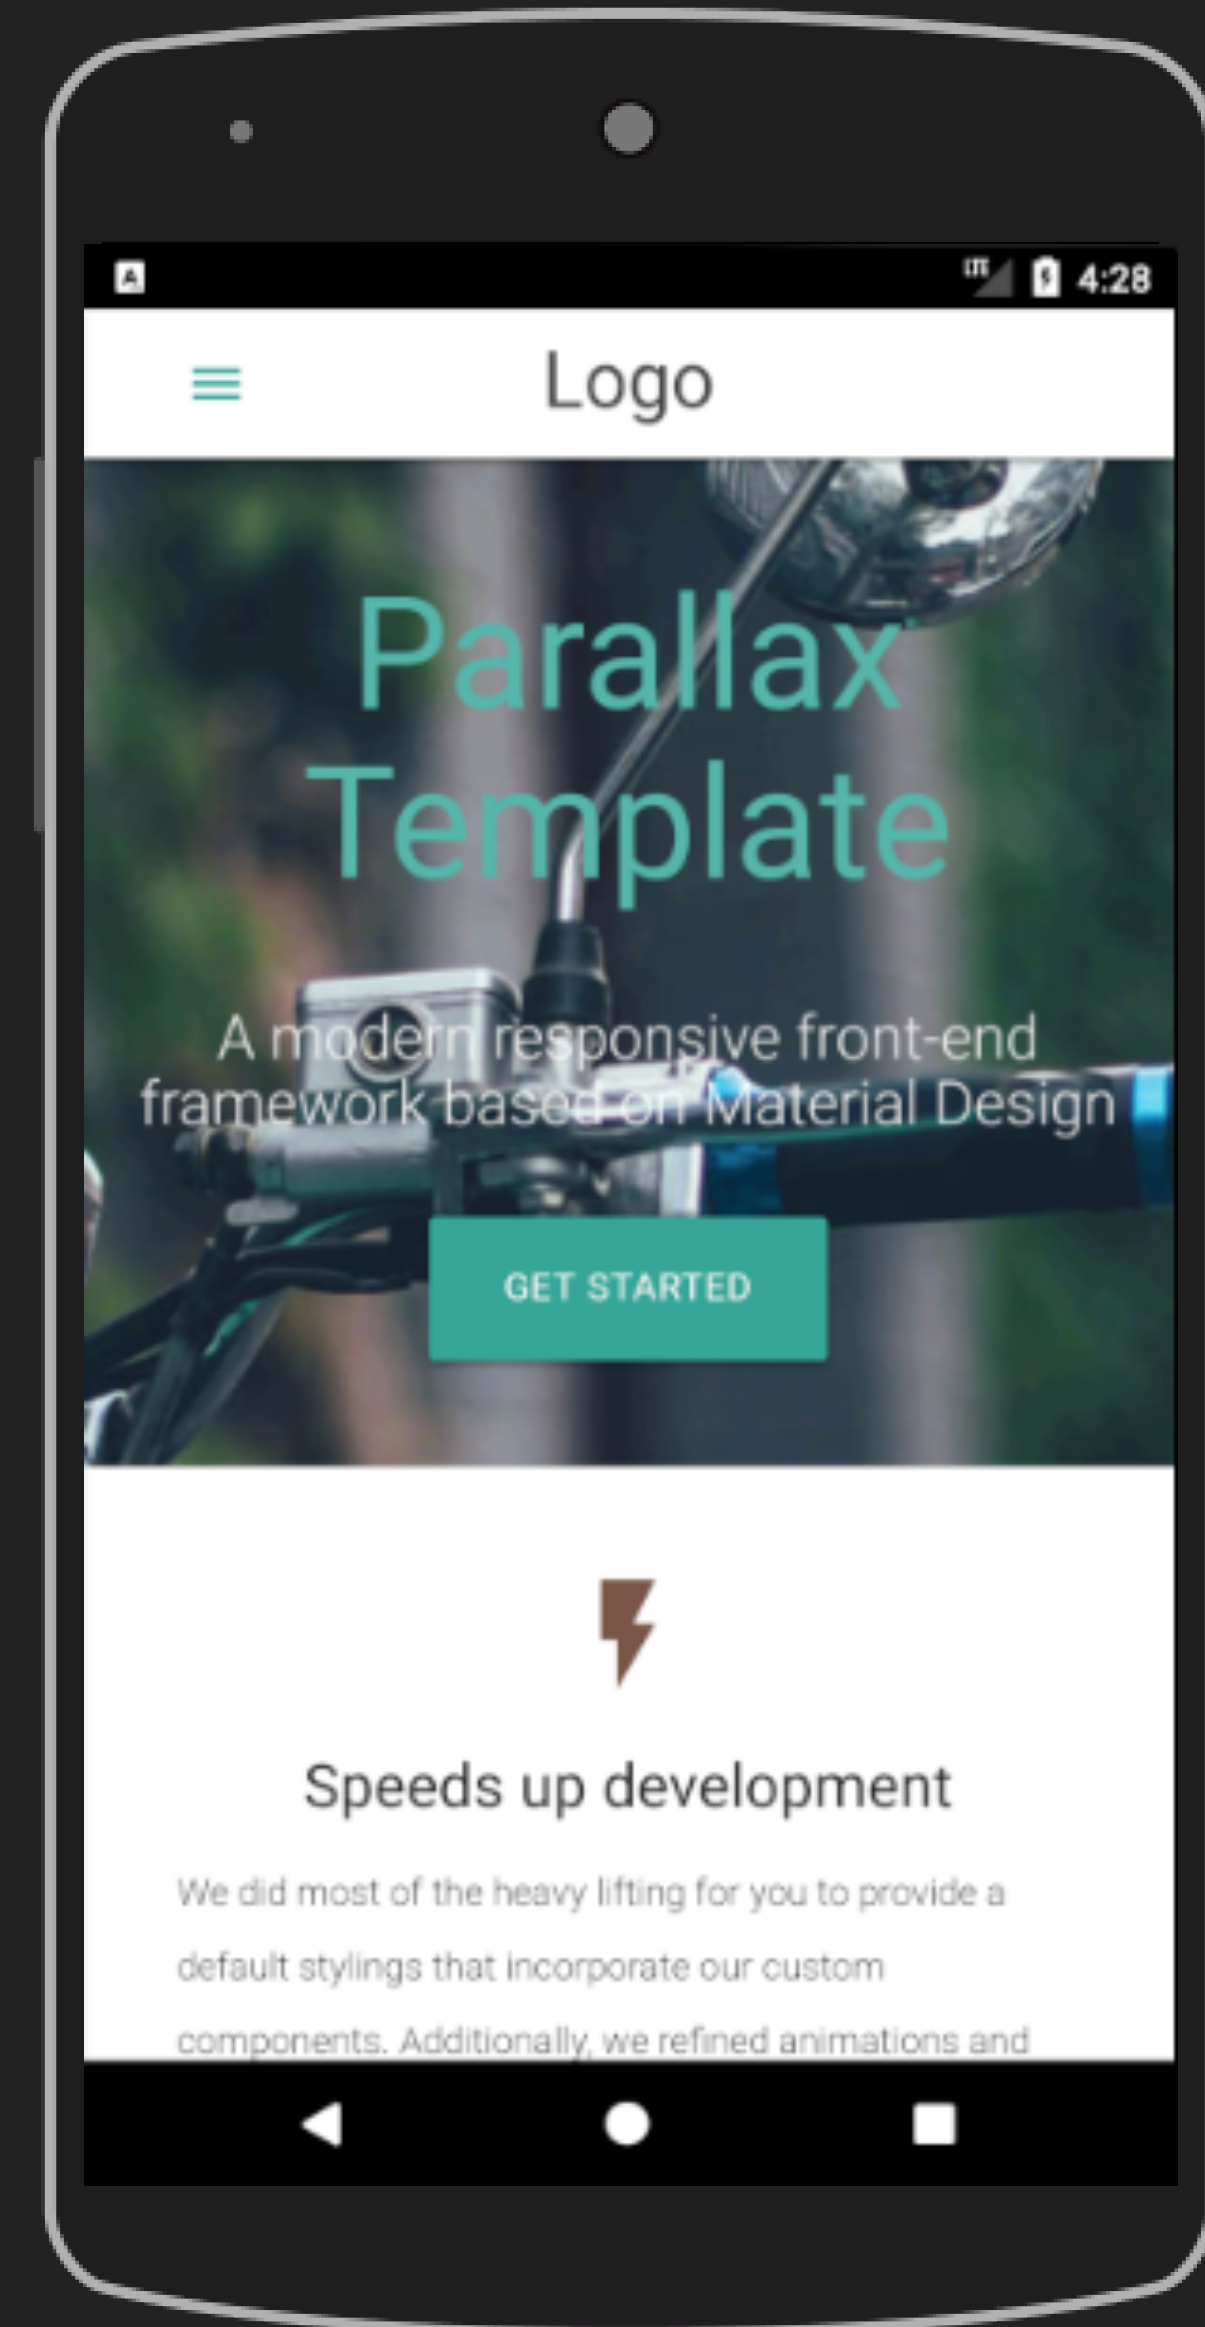 A
LTE 4:28
Logo
Parallax
Template
A modern responsive front-end
framework based on Material Design
GET STARTED
Speeds up development
We did most of the heavy lifting for you to provide a
default stylings that incorporate our custom
components. Additionally, we refined animations and